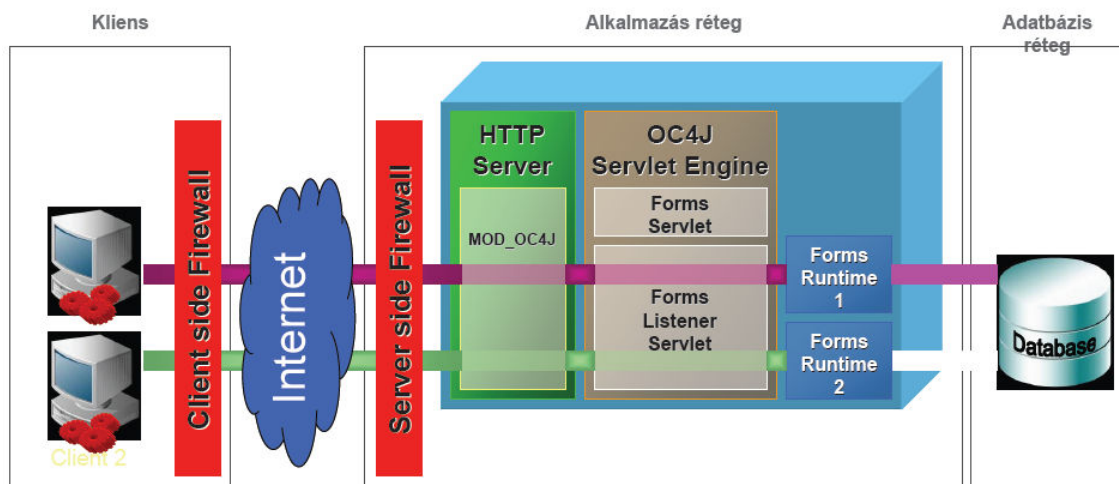 Kliens
Alkalmazás réteg
Adatbázis
réteg
Client side Firewall
Internet
Server side Firewall
HTTP
Server
MOD_OC4J
OC4J
Servlet Engine
Forms
Servlet
Forms
Listener
Servlet
Forms
Runtime
1
Forms
Runtime
2
Database
Client 2